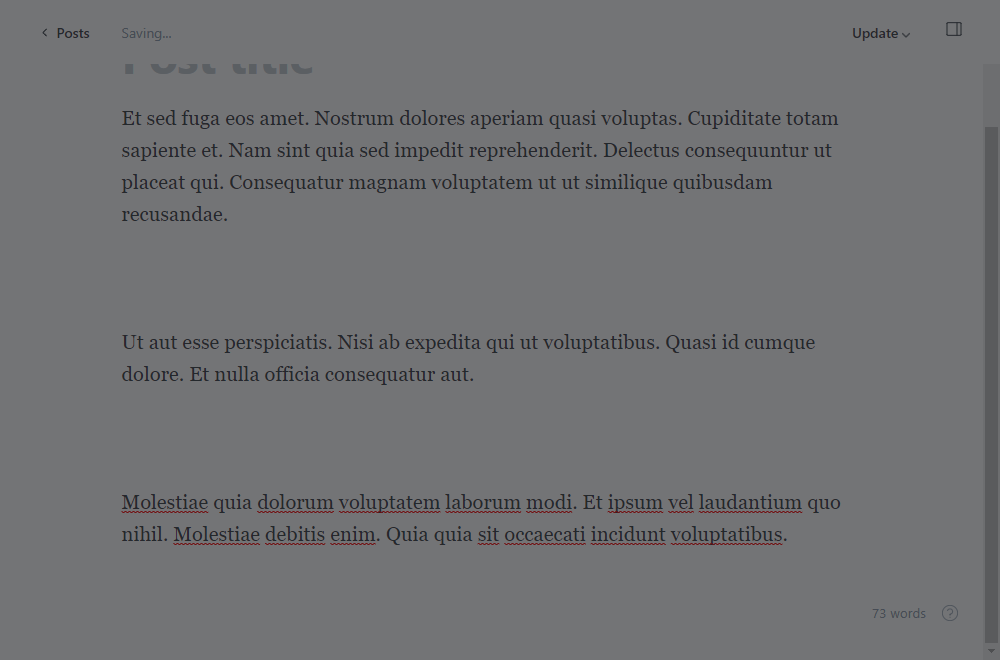 Posts
Saving...
Update
Post title
Et sed fuga eos amet. Nostrum dolores aperiam quasi voluptas. Cupiditate totam
sapiente et. Nam sint quia sed impedit reprehenderit. Delectus consequuntur ut
placeat qui. Consequatur magnam voluptatem ut ut similique quibusdam
recusandae.
Ut aut esse perspiciatis. Nisi ab expedita qui ut voluptatibus. Quasi id cumque
dolore. Et nulla officia consequatur aut.
Molestiae quia dolorum voluptatem laborum modi. Et ipsum vel laudantium quo
nihil. Molestiae debitis enim. Quia quia sit occaecati incidunt voluptatibus.
73 words
?